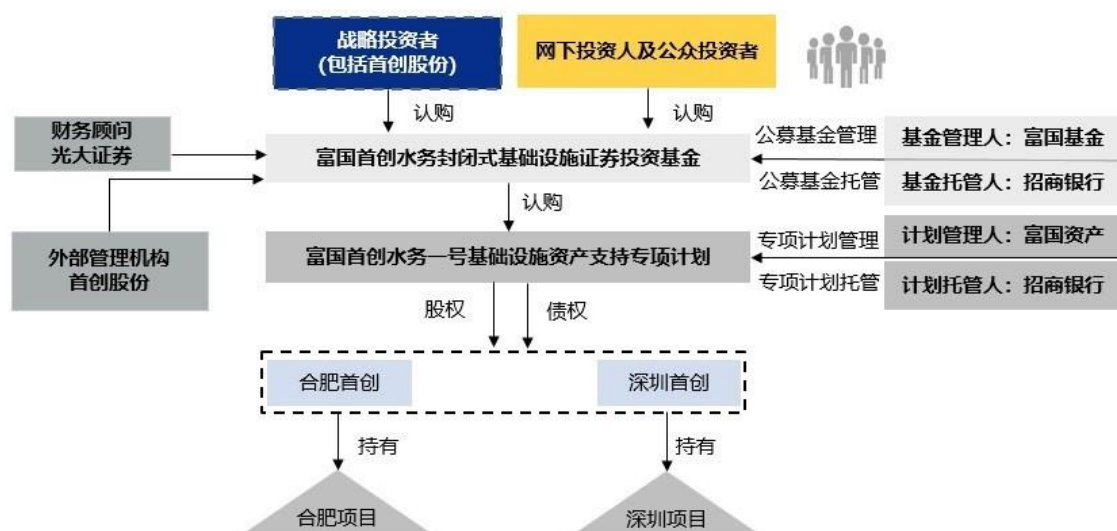 战略投资者
(包括首创股份)
网下投资人及公众投资者
认购
认购
财务顾问
光大证券
富国首创水务封闭式基础设施证券投资基金
公募基金管理
基金管理人：富国基金
公募基金托管
基金托管人：招商银行
认购
外部管理机构
首创股份
富国首创水务一号基础设施资产支持专项计划
专项计划管理
计划管理人：富国资产
专项计划托管
计划托管人：招商银行
股权
债权
合肥首创
深圳首创
持有
持有
合肥项目
深圳项目